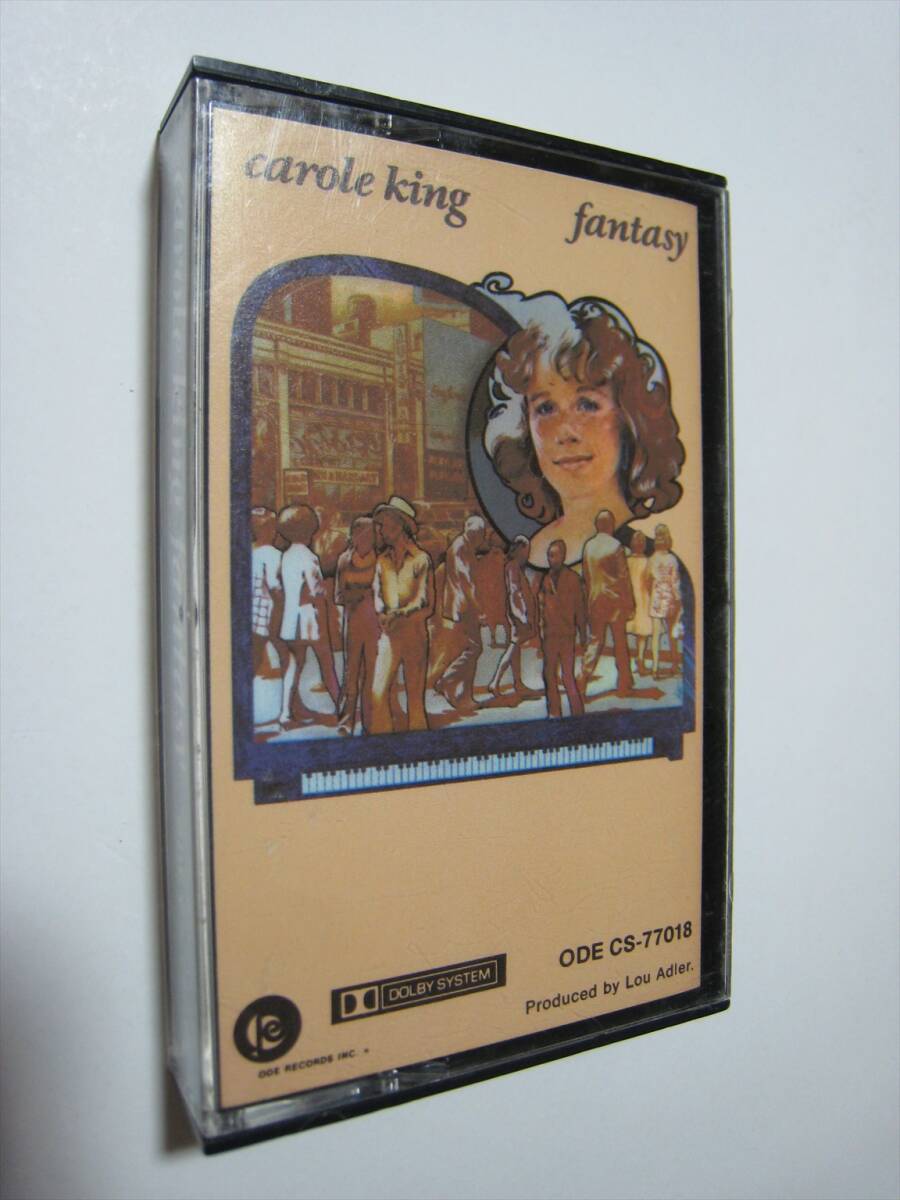 carole king
fantasy
ODE CS-77018
DOLBY SYSTEM
Produced by Lou Adler.
ODE RECORDS INC.